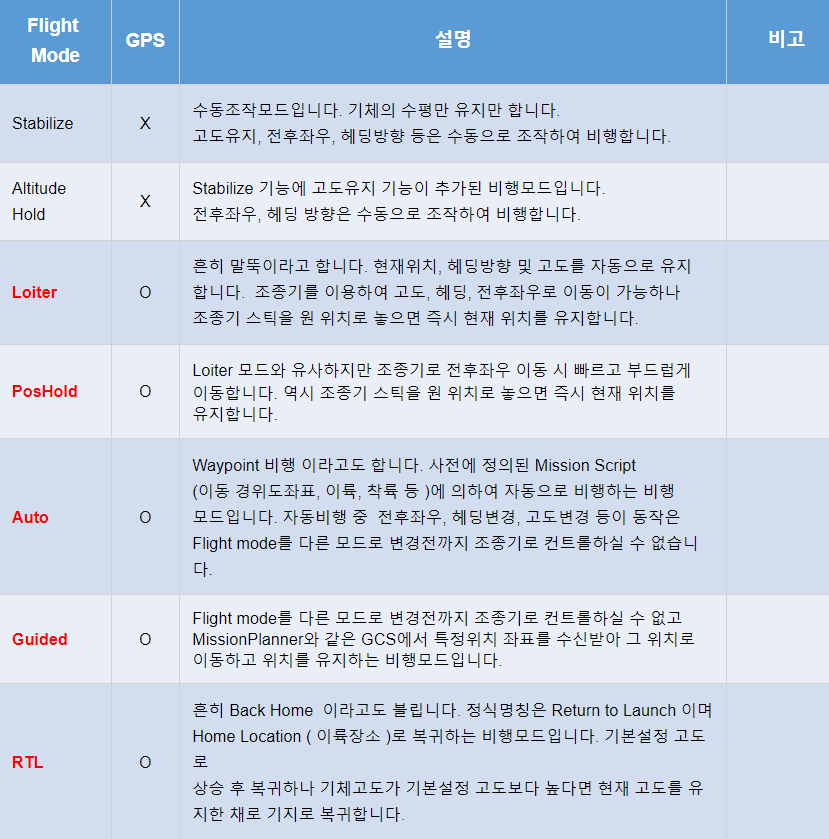 Flight
Mode
GPS
설명
비고
Stabilize
X
수동조작모드입니다. 기체의 수평만 유지만 합니다.
고도유지, 전후좌우, 헤딩방향 등은 수동으로 조작하여 비행합니다.
Altitude
Hold
X
Stabilize 기능에 고도유지 기능이 추가된 비행모드입니다.
전후좌우, 헤딩 방향은 수동으로 조작하여 비행합니다.
Loiter
O
흔히 말뚝이라고 합니다. 현재위치, 헤딩방향 및 고도를 자동으로 유지
합니다.  조종기를 이용하여 고도, 헤딩, 전후좌우로 이동이 가능하나
조종기 스틱을 원 위치로 놓으면 즉시 현재 위치를 유지합니다.
PosHold
O
Loiter 모드와 유사하지만 조종기로 전후좌우 이동 시 빠르고 부드럽게
이동합니다. 역시 조종기 스틱을 원 위치로 놓으면 즉시 현재 위치를
유지합니다.
Auto
O
Waypoint 비행 이라고도 합니다. 사전에 정의된 Mission Script
(이동 경위도좌표, 이륙, 착륙 등 )에 의하여 자동으로 비행하는 비행
모드입니다. 자동비행 중  전후좌우, 헤딩변경, 고도변경 등이 동작은
Flight mode를 다른 모드로 변경전까지 조종기로 컨트롤하실 수 없습니
다.
Guided
O
Flight mode를 다른 모드로 변경전까지 조종기로 컨트롤하실 수 없고
MissionPlanner와 같은 GCS에서 특정위치 좌표를 수신받아 그 위치로
이동하고 위치를 유지하는 비행모드입니다.
RTL
O
흔히 Back Home  이라고도 불립니다. 정식명칭은 Return to Launch 이며
Home Location ( 이륙장소 )로 복귀하는 비행모드입니다. 기본설정 고도
로
상승 후 복귀하나 기체고도가 기본설정 고도보다 높다면 현재 고도를 유
지한 채로 기지로 복귀합니다.